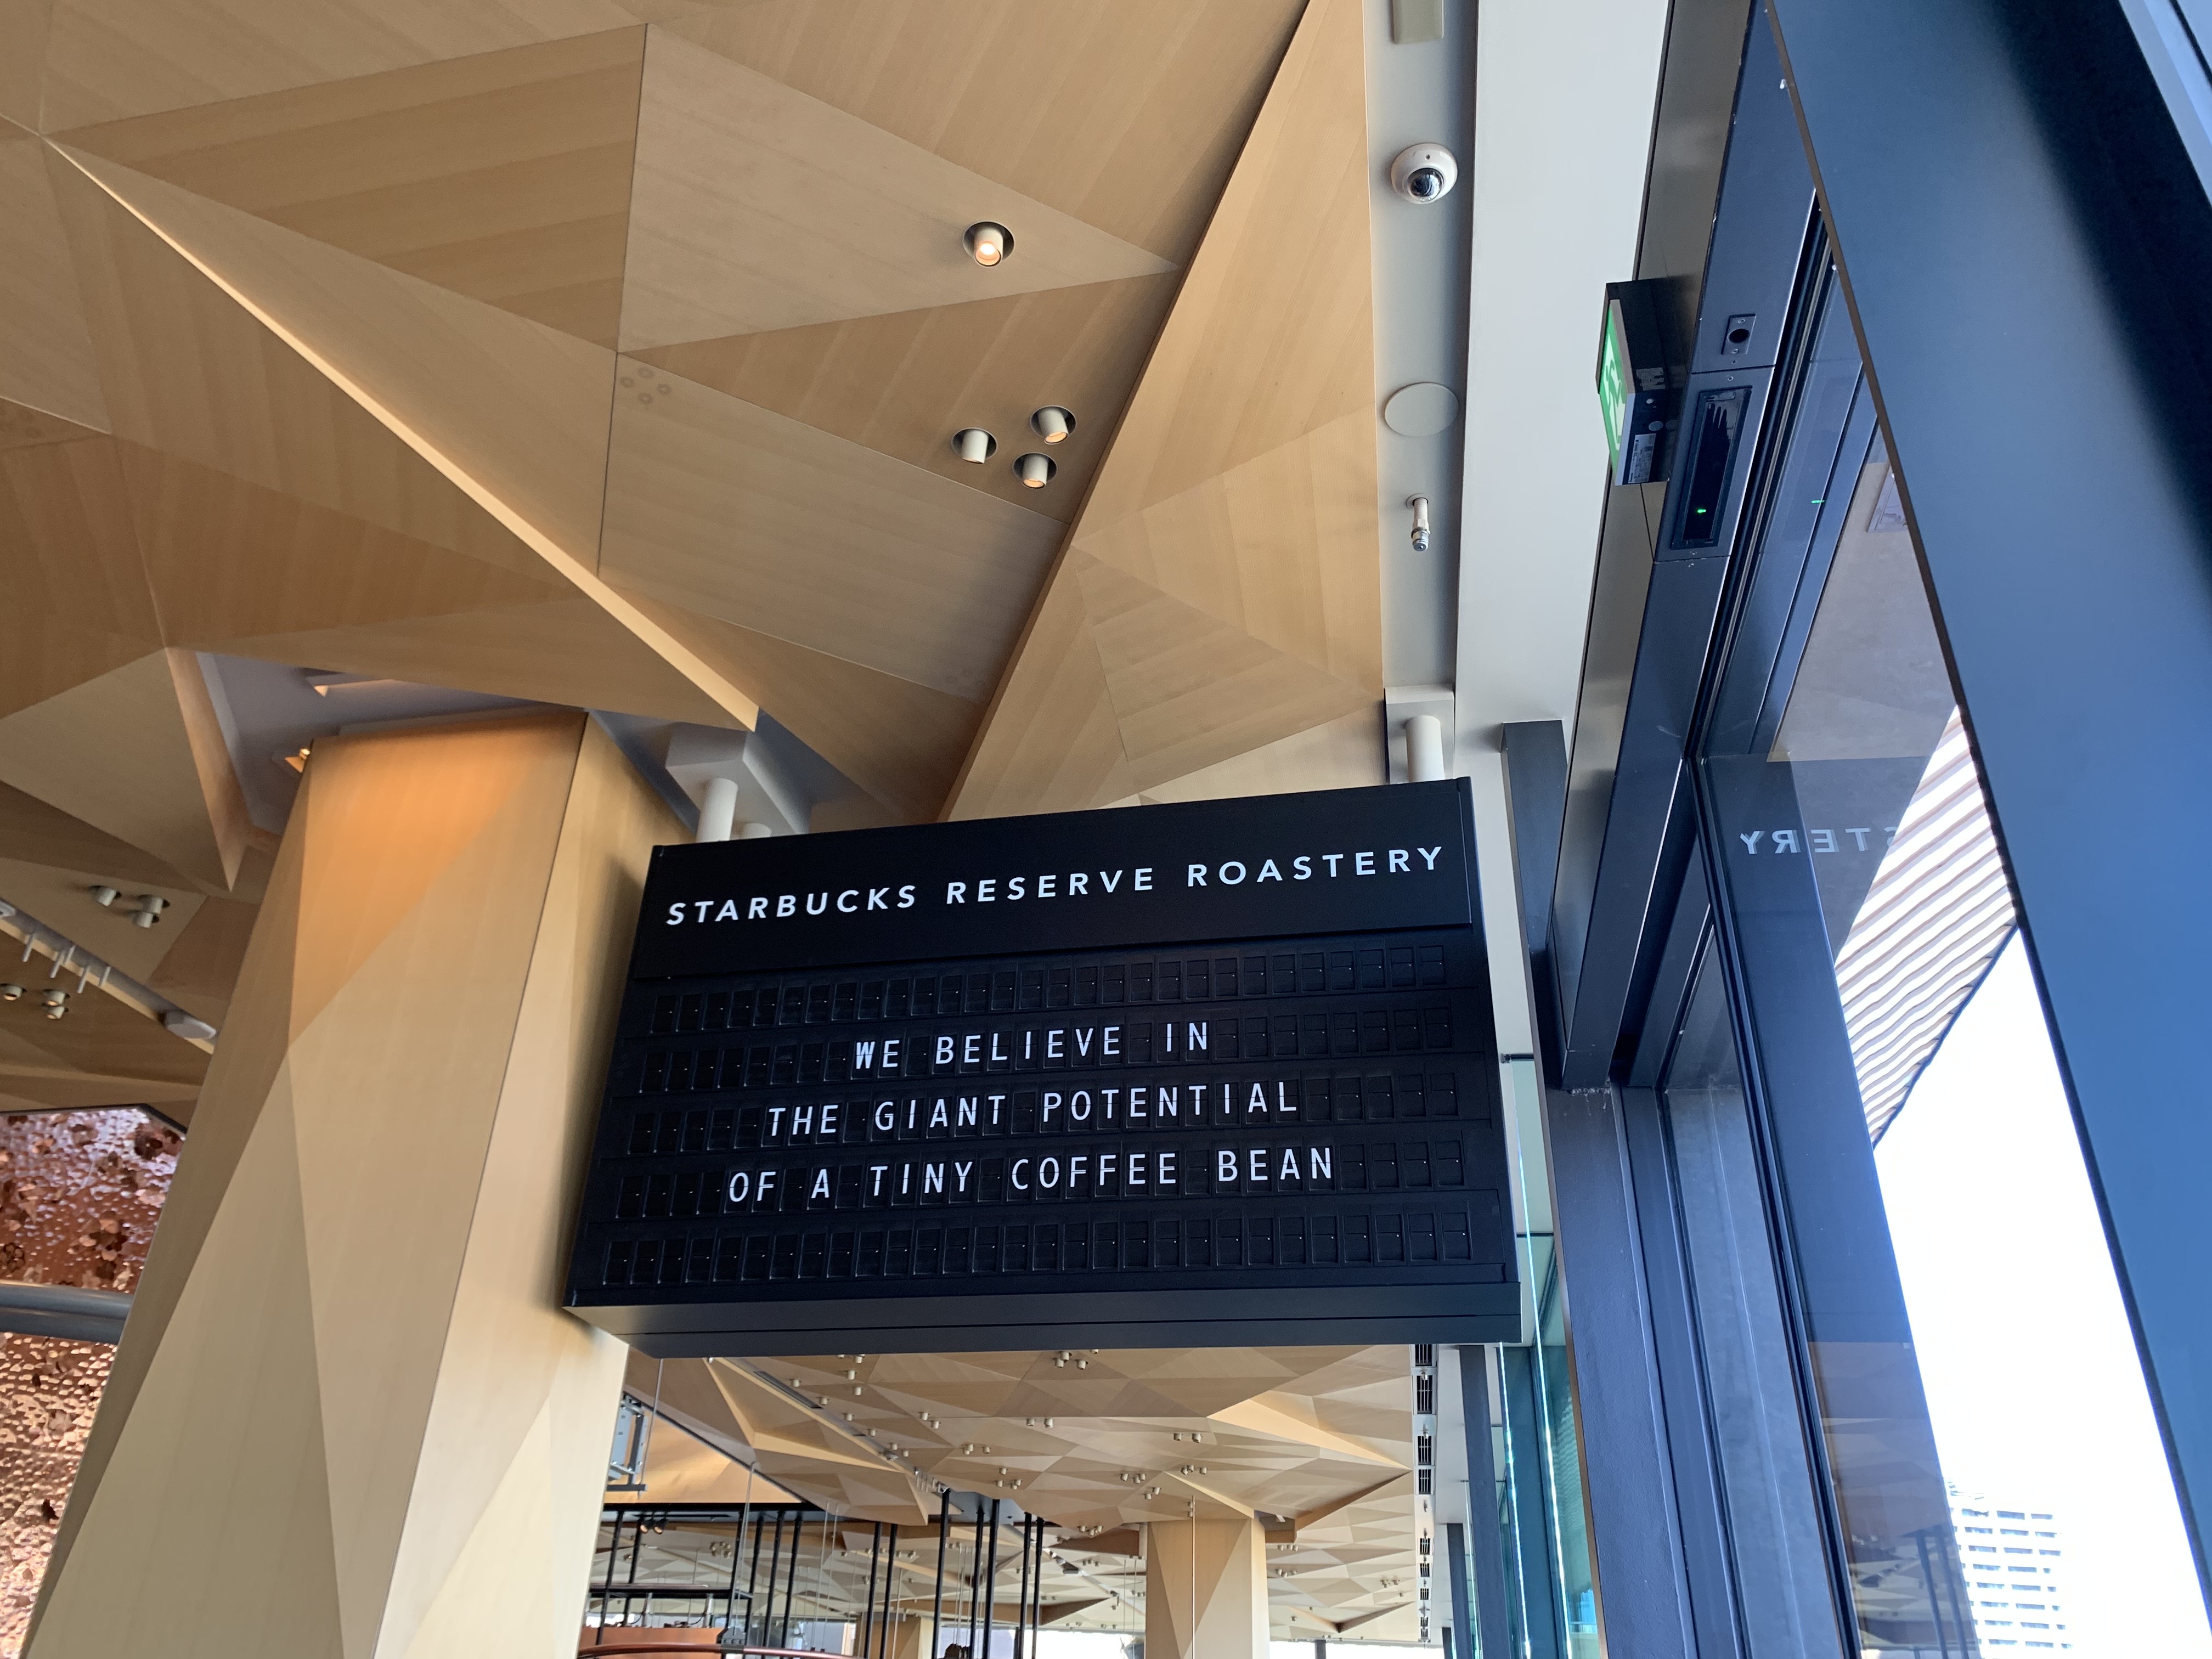 STARBUCKS RESERVE ROASTERY
WE BELIEVE IN
THE GIANT POTENTIAL
OF A TINY COFFEE BEAN